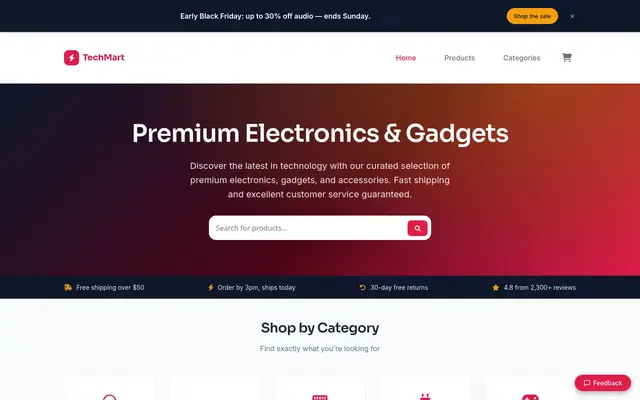 Early Black Friday: up to 30% off audio — ends Sunday.
Shop the sale
×
TechMart
Home
Products
Categories
Premium Electronics & Gadgets
Discover the latest in technology with our curated selection of
premium electronics, gadgets, and accessories. Fast shipping
and excellent customer service guaranteed.
Search for products...
Free shipping over $50
Order by 3pm, ships today
30-day free returns
4.8 from 2,300+ reviews
Shop by Category
Find exactly what you're looking for
Feedback